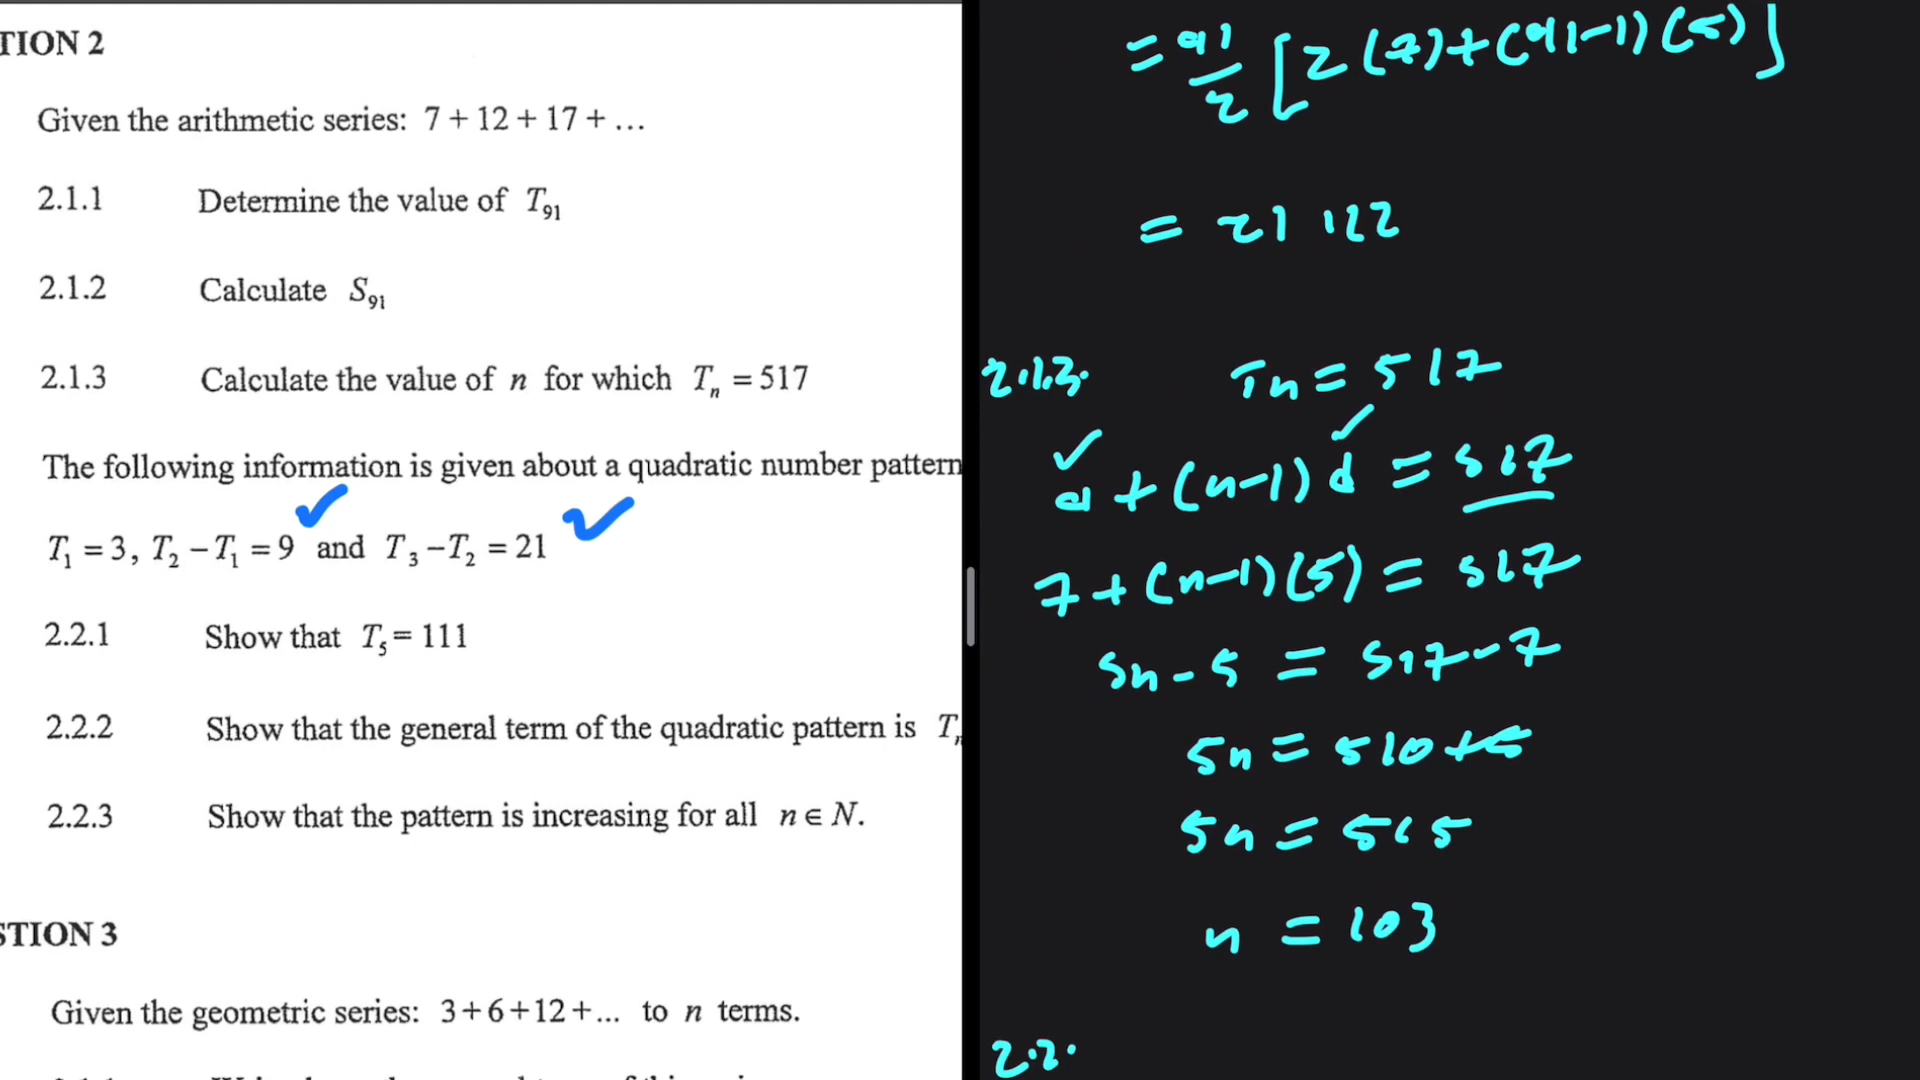 TION 2
Given the arithmetic series: 7 + 12 + 17 + ...
2.1.1 Determine the value of T₉₁
2.1.2 Calculate S₉₁
2.1.3 Calculate the value of n for which Tₙ = 517
The following information is given about a quadratic number pattern
T₁ = 3, T₂ − T₁ = 9 and T₃ − T₂ = 21
2.2.1 Show that T₅ = 111
2.2.2 Show that the general term of the quadratic pattern is Tₙ
2.2.3 Show that the pattern is increasing for all n ∈ N.
STION 3
Given the geometric series: 3 + 6 + 12 + ... to n terms.
= 91/2 [2(7) + (91−1)(5)]
= 21 122
2.1.3. Tn = 517
a + (n−1)d = 517
7 + (n−1)(5) = 517
5n − 5 = 517 − 7
5n = 510 + 5
5n = 515
n = 103
2.2.